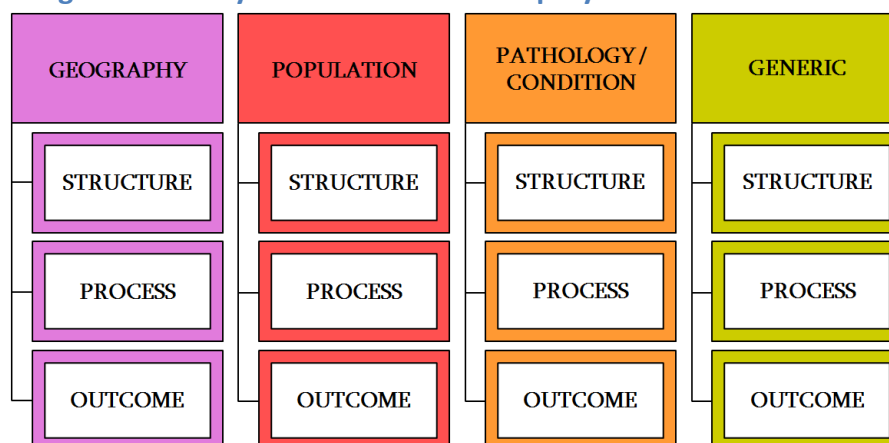 GEOGRAPHY
STRUCTURE
PROCESS
OUTCOME
POPULATION
STRUCTURE
PROCESS
OUTCOME
PATHOLOGY/
CONDITION
STRUCTURE
PROCESS
OUTCOME
GENERIC
STRUCTURE
PROCESS
OUTCOME